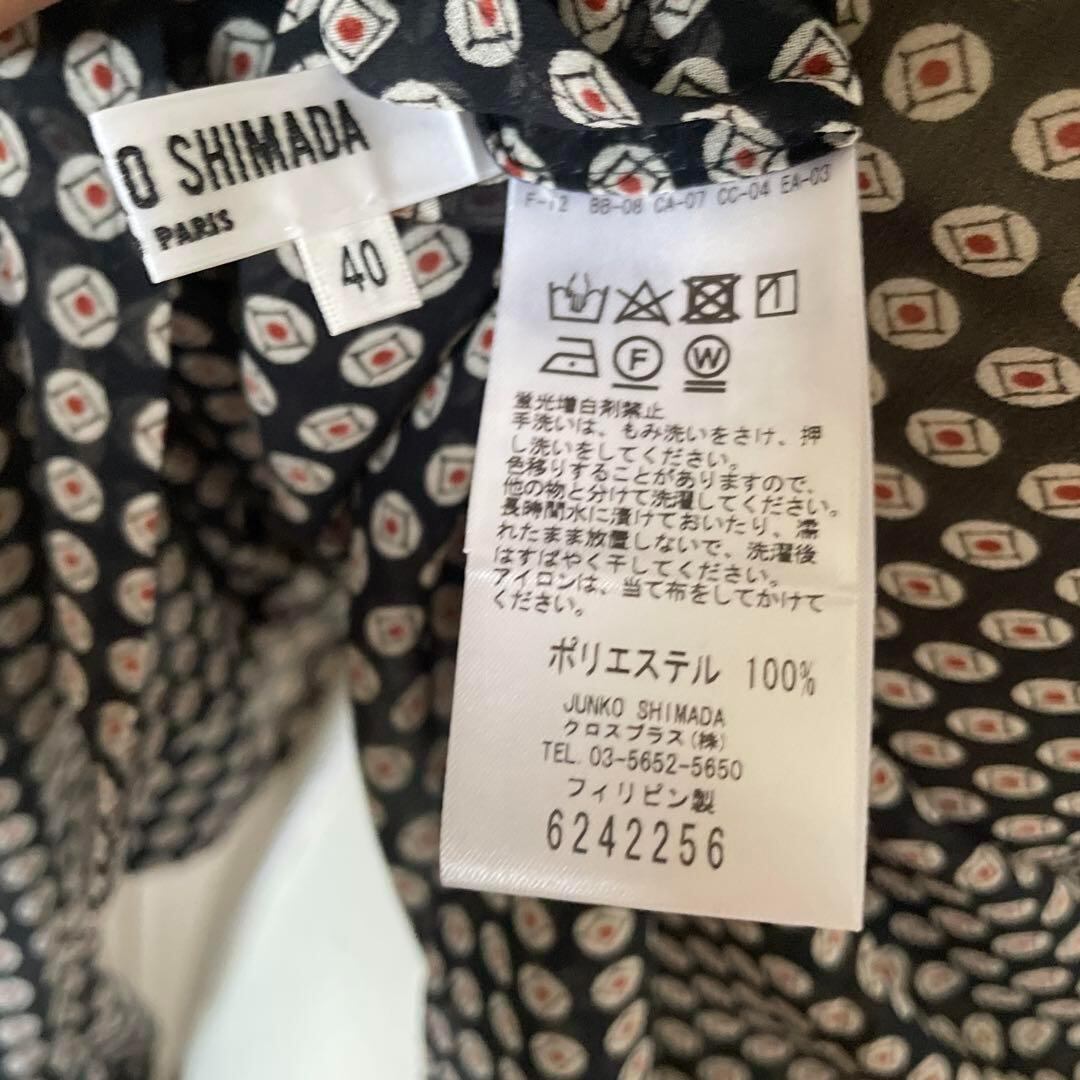 O SHIMADA
PARIS
40
F-12 BB-08 CA-07 CC-04 EA-03
F
W
蛍光増白剤禁止
手洗いは、もみ洗いをさけ、押
し洗いをしてください。
色移りすることがありますので、
他の物と分けて洗濯してください。
長時間水に漬けておいたり、濡
れたまま放置しないで、洗濯後
はすばやく干してください。
アイロンは、当て布をしてかけて
ください。
ポリエステル 100%
JUNKO SHIMADA
クロスプラス(株)
TEL.03-5652-5650
フィリピン製
6242256